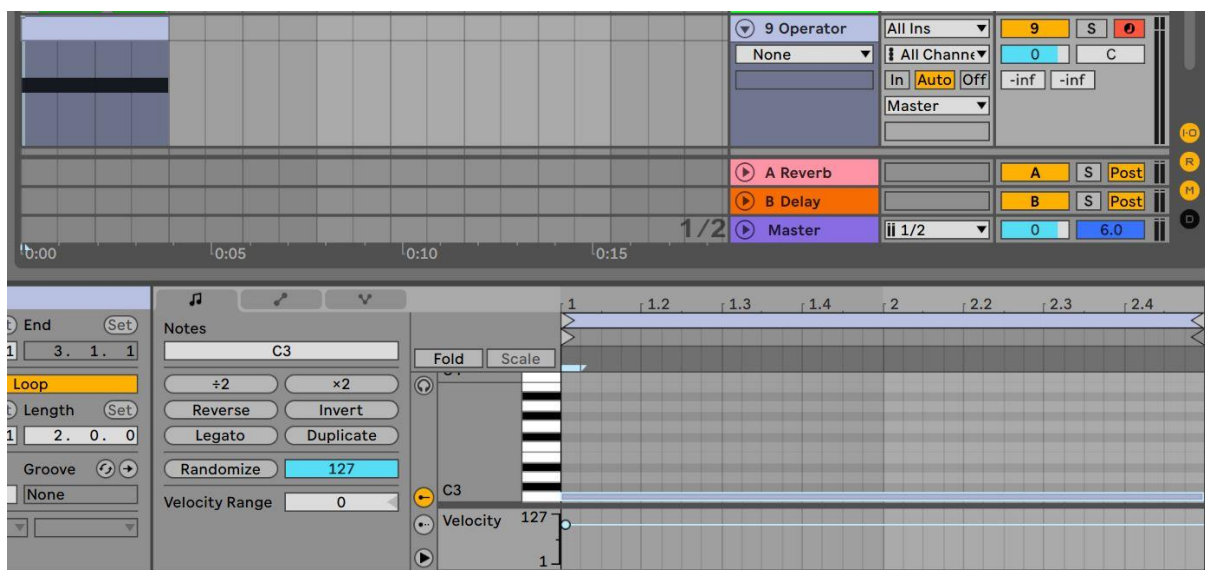 9 Operator All Ins 9 S
None All Channe 0 C
In Auto Off -inf -inf
Master
A Reverb A S Post
B Delay B S Post
1/2 Master 1/2 0 6.0
0:00 0:05 0:10 0:15
I·O
R
M
D
1 1.2 1.3 1.4 2 2.2 2.3 2.4
End Set
Notes
1 3. 1. 1 C3
Fold Scale
Loop ÷2 ×2
Length Set Reverse Invert
1 2. 0. 0 Legato Duplicate
Groove Randomize 127
None C3
Velocity Range 0
Velocity 127
1